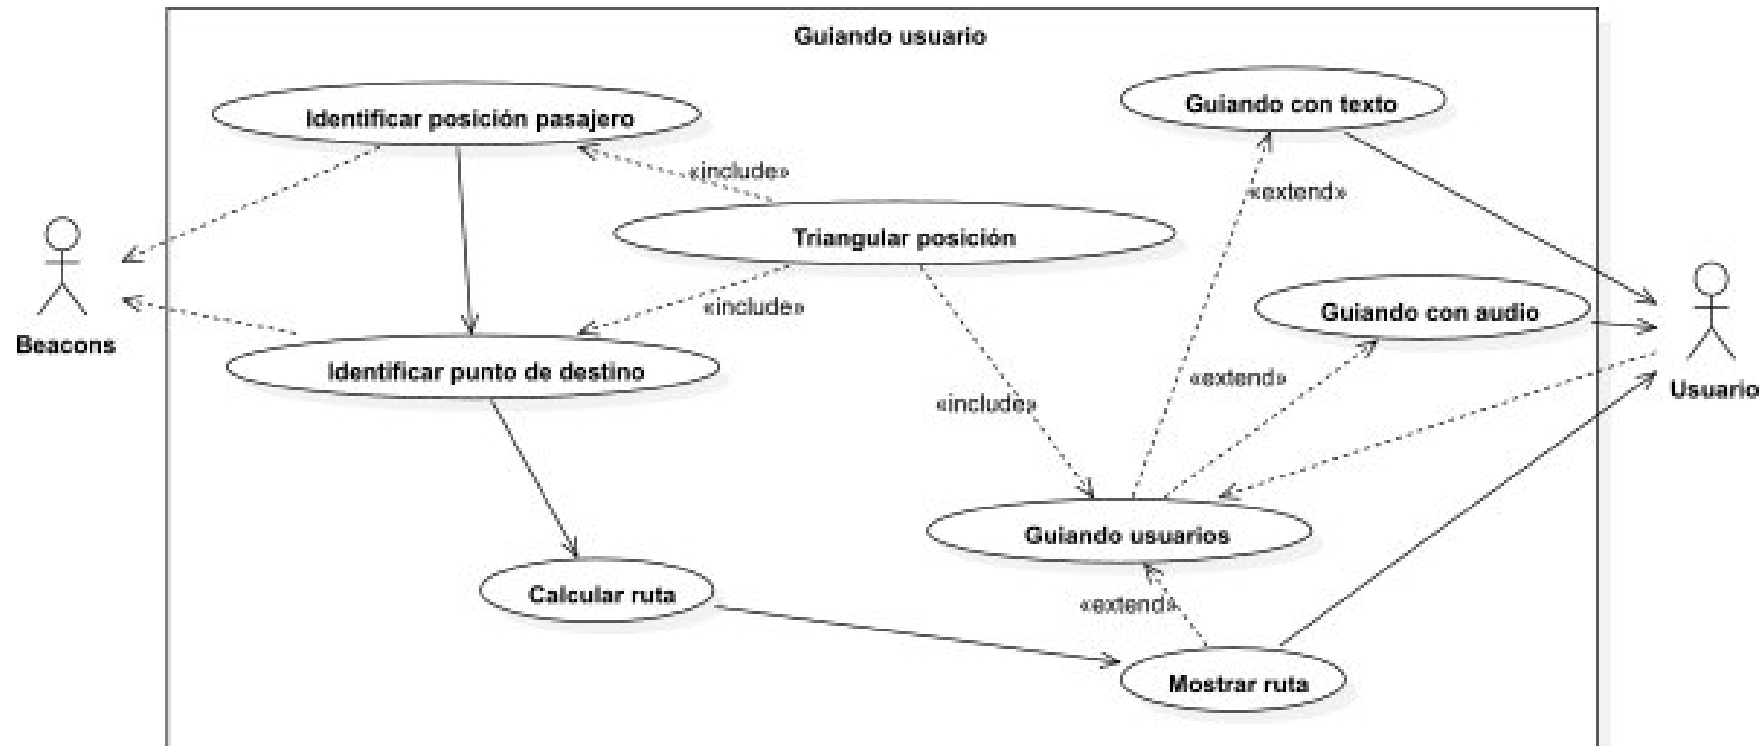 Guiando usuario
Identificar posición pasajero
Guiando con texto
«include»
«extend»
Triangular posición
Beacons
«include»
Guiando con audio
Identificar punto de destino
«extend»
Usuario
«include»
Guiando usuarios
Calcular ruta
«extend»
Mostrar ruta